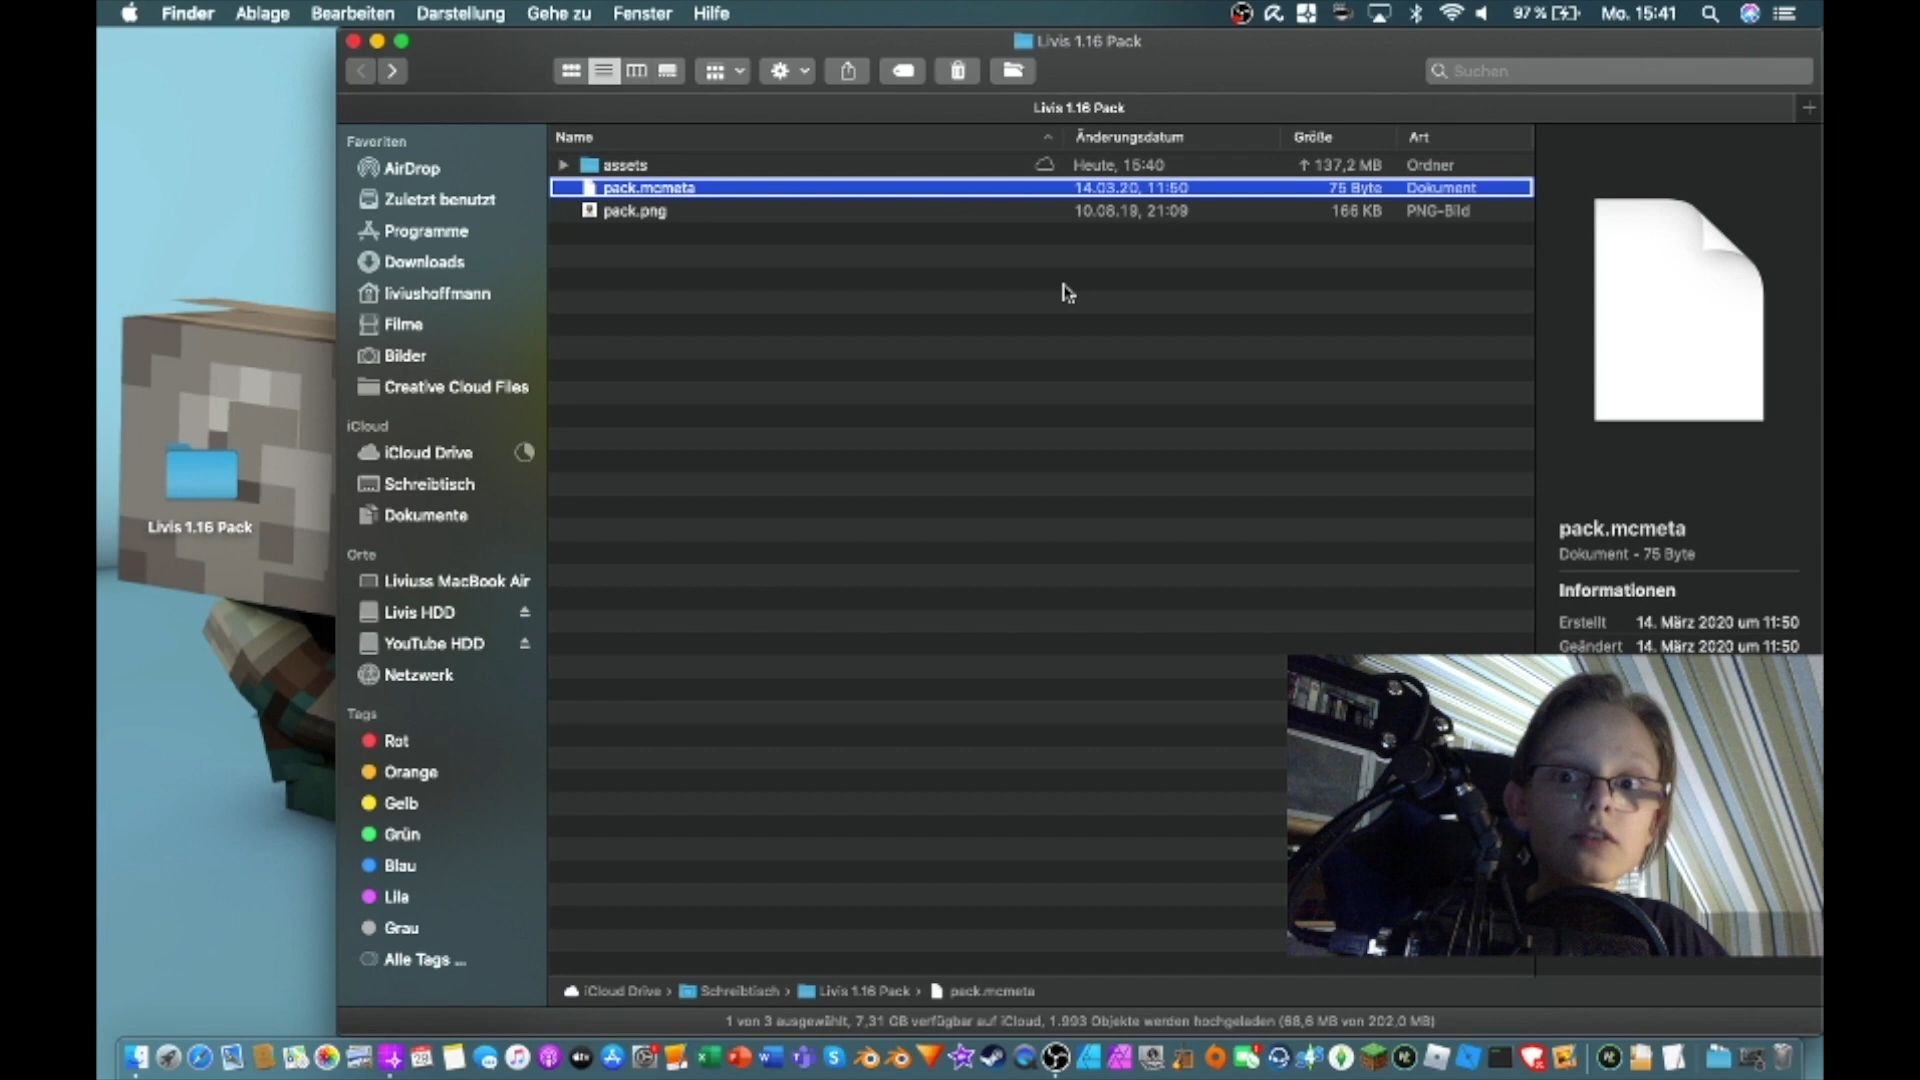 Finder Ablage Bearbeiten Darstellung Gehe zu Fenster Hilfe 97 % Mo. 15:41
Livis 1.16 Pack
Suchen
Livis 1.16 Pack
Favoriten
AirDrop
Zuletzt benutzt
Programme
Downloads
liviushoffmann
Filme
Bilder
Creative Cloud Files
iCloud
iCloud Drive
Schreibtisch
Dokumente
Orte
Liviuss MacBook Air
Livis HDD
YouTube HDD
Netzwerk
Tags
Rot
Orange
Gelb
Grün
Blau
Lila
Grau
Alle Tags ...
Name Änderungsdatum Größe Art
assets Heute, 15:40 ↑ 137,2 MB Ordner
pack.mcmeta 14.03.20, 11:50 75 Byte Dokument
pack.png 10.08.19, 21:09 166 KB PNG-Bild
Livis 1.16 Pack
pack.mcmeta
Dokument - 75 Byte
Informationen
Erstellt 14. März 2020 um 11:50
Geändert 14. März 2020 um 11:50
iCloud Drive › Schreibtisch › Livis 1.16 Pack › pack.mcmeta
1 von 3 ausgewählt, 7,31 GB verfügbar auf iCloud, 1.993 Objekte werden hochgeladen (68,6 MB von 202,0 MB)